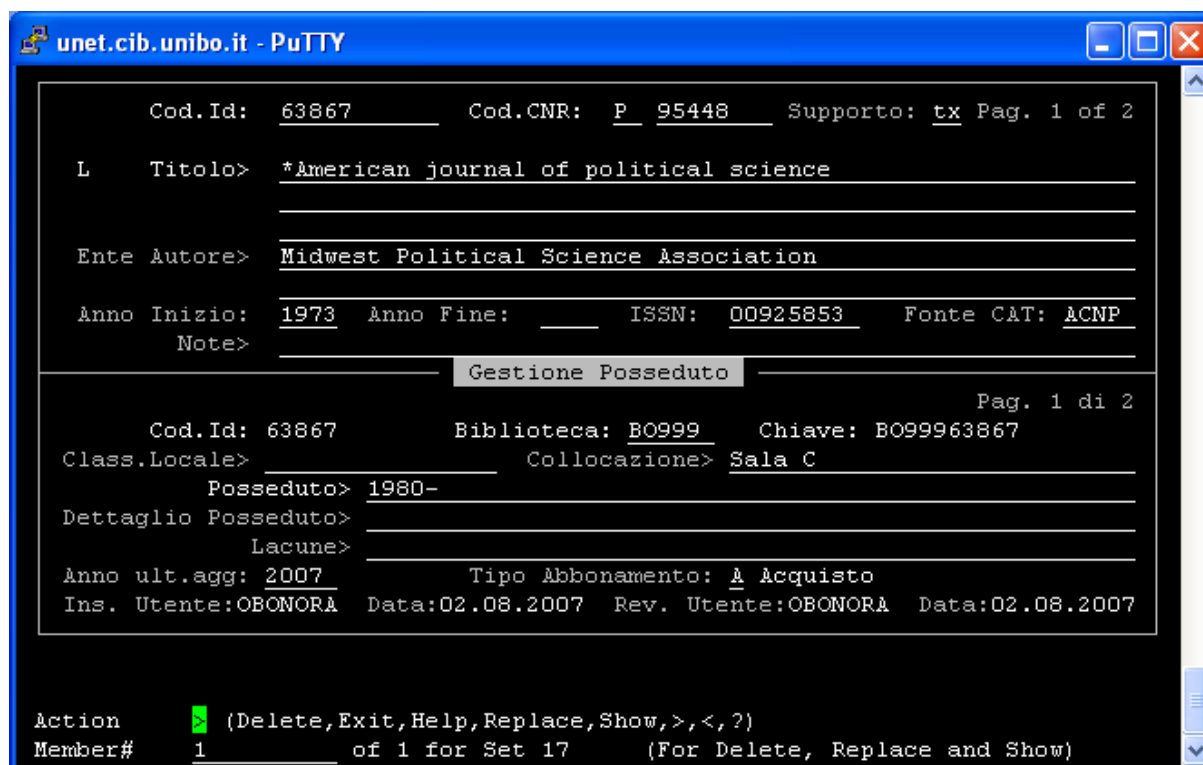 unet.cib.unibo.it - PuTTY
Cod.Id: 63867 Cod.CNR: P 95448 Supporto: tx Pag. 1 of 2
L Titolo> *American journal of political science
Ente Autore> Midwest Political Science Association
Anno Inizio: 1973 Anno Fine: ISSN: 00925853 Fonte CAT: ACNP
Note>
Gestione Posseduto
Pag. 1 di 2
Cod.Id: 63867 Biblioteca: BO999 Chiave: BO99963867
Class.Locale> Collocazione> Sala C
Posseduto> 1980-
Dettaglio Posseduto>
Lacune>
Anno ult.agg: 2007 Tipo Abbonamento: A Acquisto
Ins. Utente:OBONORA Data:02.08.2007 Rev. Utente:OBONORA Data:02.08.2007
Action > (Delete,Exit,Help,Replace,Show,>,<,?)
Member# 1 of 1 for Set 17 (For Delete, Replace and Show)